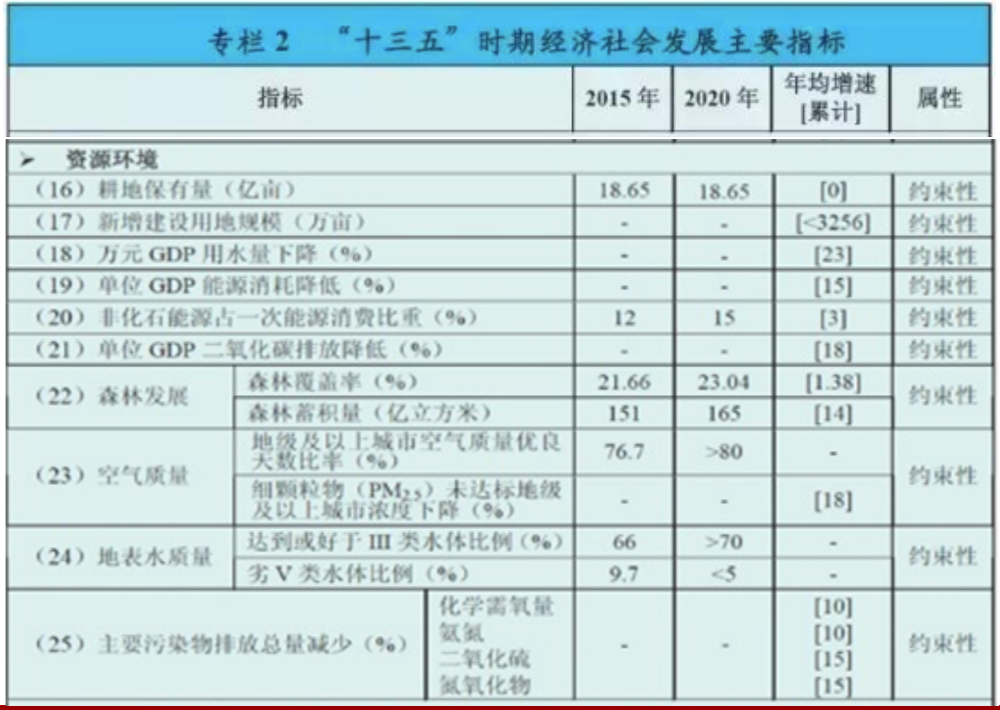 专栏 2 “十三五”时期经济社会发展主要指标
指标 2015 年 2020 年 年均增速 [累计] 属性
➢ 资源环境
（16）耕地保有量（亿亩） 18.65 18.65 [0] 约束性
（17）新增建设用地规模（万亩） - - [<3256] 约束性
（18）万元 GDP 用水量下降（%） - - [23] 约束性
（19）单位 GDP 能源消耗降低（%） - - [15] 约束性
（20）非化石能源占一次能源消费比重（%） 12 15 [3] 约束性
（21）单位 GDP 二氧化碳排放降低（%） - - [18] 约束性
（22）森林发展 森林覆盖率（%） 21.66 23.04 [1.38] 约束性
森林蓄积量（亿立方米） 151 165 [14]
（23）空气质量 地级及以上城市空气质量优良
天数比率（%） 76.7 >80 - 约束性
细颗粒物（PM2.5）未达标地级
及以上城市浓度下降（%） - - [18]
（24）地表水质量 达到或好于 III 类水体比例（%） 66 >70 - 约束性
劣 V 类水体比例（%） 9.7 <5 -
（25）主要污染物排放总量减少（%） 化学需氧量 - - [10] 约束性
氨氮 [10]
二氧化硫 [15]
氮氧化物 [15]